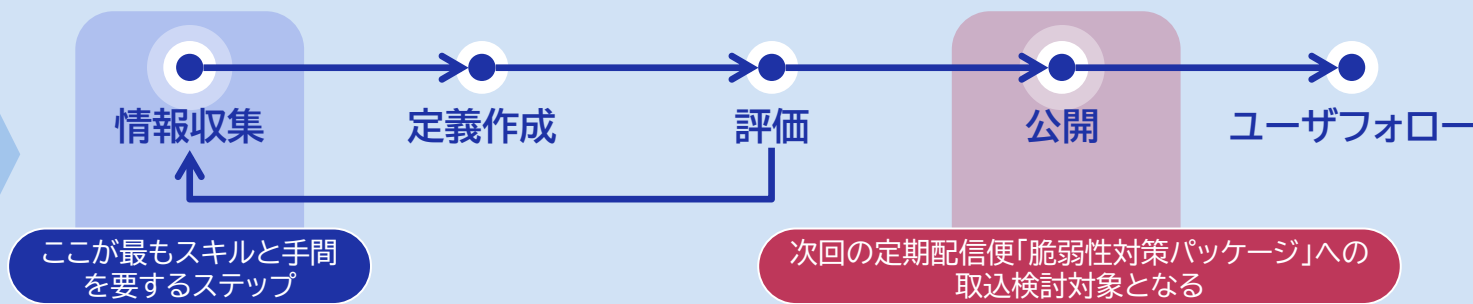 情報収集
定義作成
評価
公開
ユーザフォロー
ここが最もスキルと手間
を要するステップ
次回の定期配信便「脆弱性対策パッケージ」への
取込検討対象となる